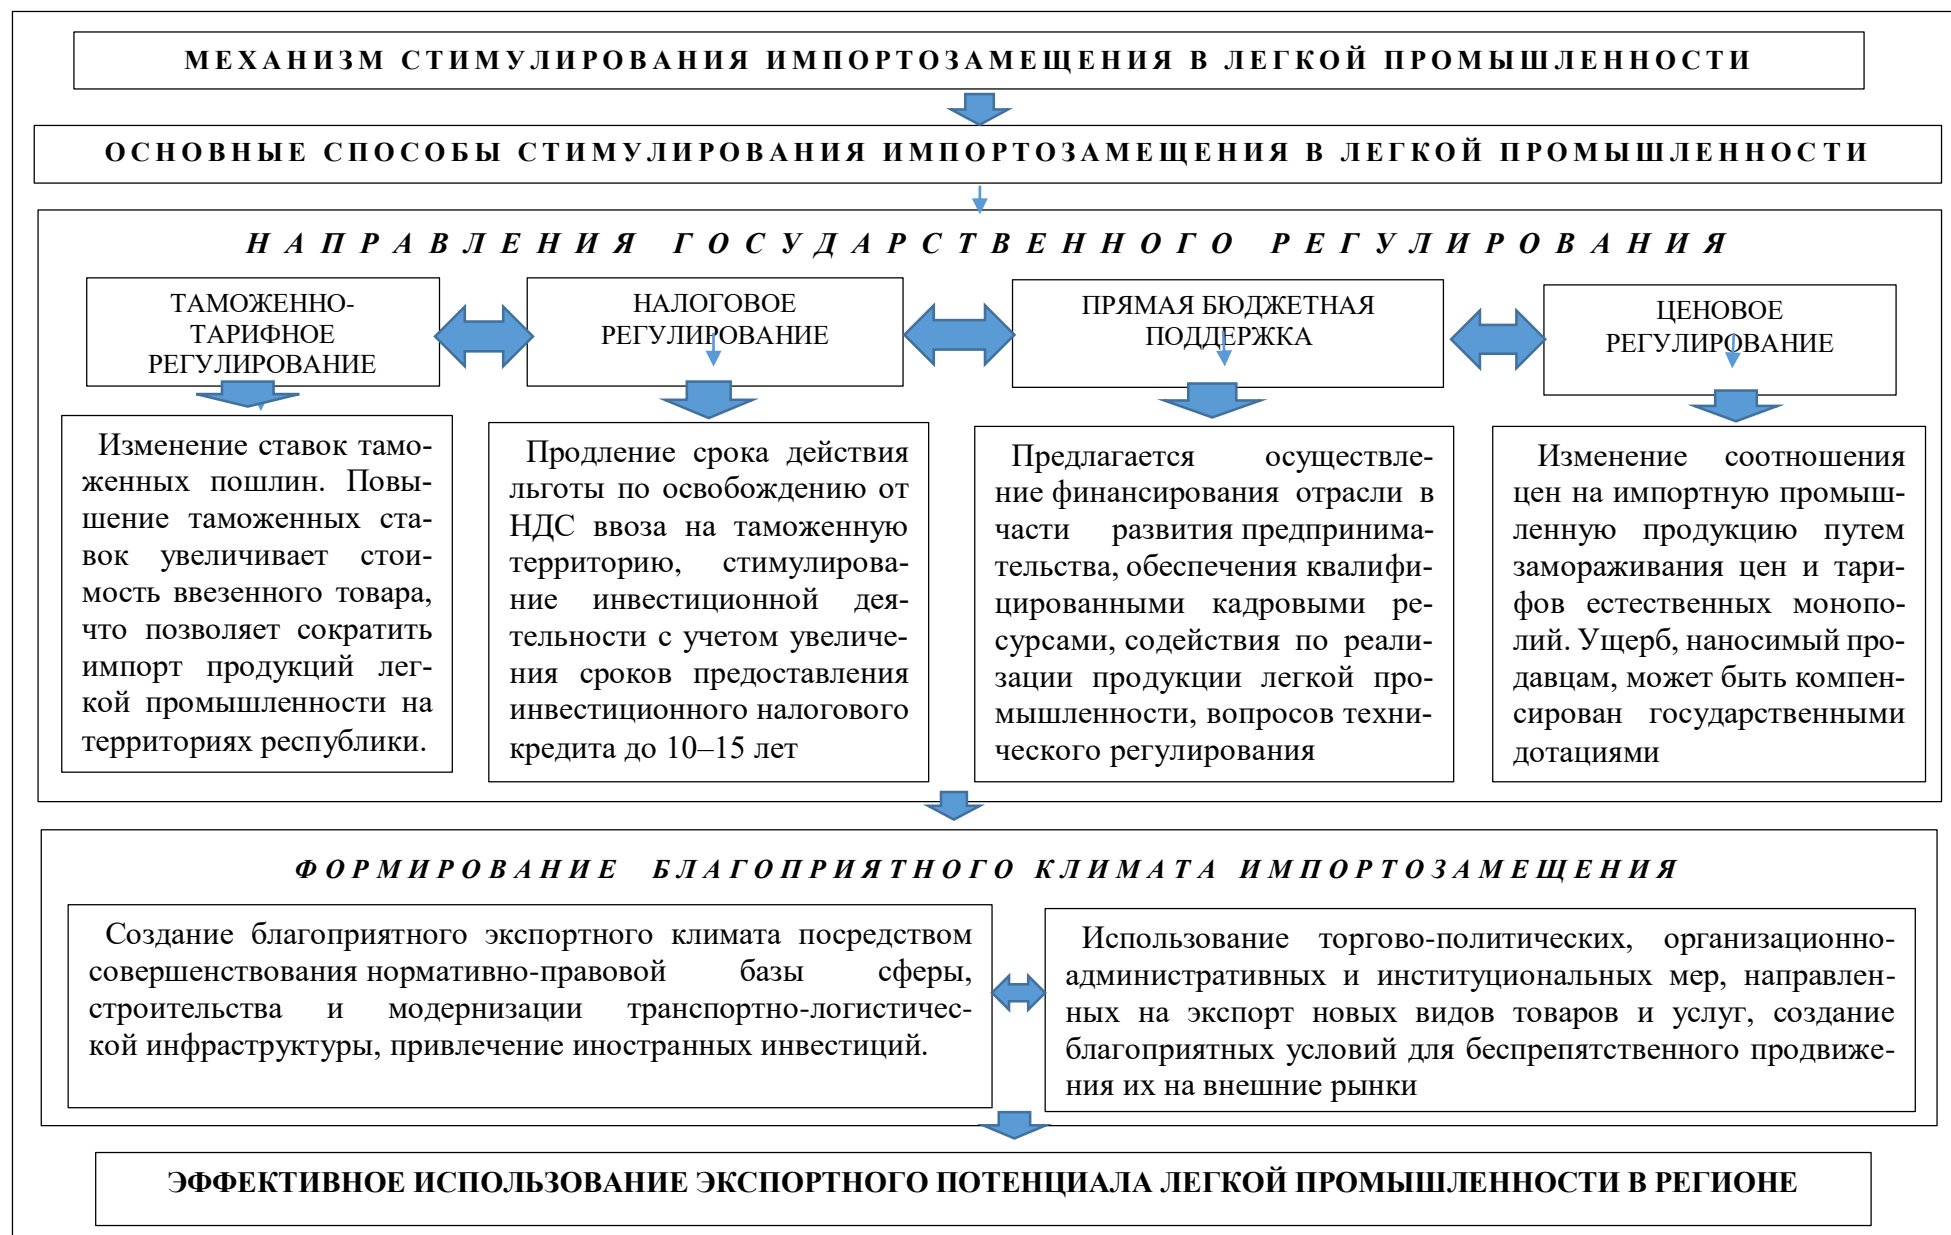 МЕХАНИЗМ СТИМУЛИРОВАНИЯ ИМПОРТОЗАМЕЩЕНИЯ В ЛЕГКОЙ ПРОМЫШЛЕННОСТИ
ОСНОВНЫЕ СПОСОБЫ СТИМУЛИРОВАНИЯ ИМПОРТОЗАМЕЩЕНИЯ В ЛЕГКОЙ ПРОМЫШЛЕННОСТИ
НАПРАВЛЕНИЯ ГОСУДАРСТВЕННОГО РЕГУЛИРОВАНИЯ
ТАМОЖЕННО-
ТАРИФНОЕ
РЕГУЛИРОВАНИЕ
НАЛОГОВОЕ
РЕГУЛИРОВАНИЕ
ПРЯМАЯ БЮДЖЕТНАЯ
ПОДДЕРЖКА
ЦЕНОВОЕ
РЕГУЛИРОВАНИЕ
Изменение ставок тамо-
женных пошлин. Повы-
шение таможенных ста-
вок увеличивает стои-
мость ввезенного товара,
что позволяет сократить
импорт продукций лег-
кой промышленности на
территориях республики.
Продление срока действия
льготы по освобождению от
НДС ввоза на таможенную
территорию, стимулирова-
ние инвестиционной дея-
тельности с учетом увеличе-
ния сроков предоставления
инвестиционного налогового
кредита до 10–15 лет
Предлагается осуществле-
ние финансирования отрасли в
части развития предпринима-
тельства, обеспечения квалифи-
цированными кадровыми ре-
сурсами, содействия по реали-
зации продукции легкой про-
мышленности, вопросов техни-
ческого регулирования
Изменение соотношения
цен на импортную промыш-
ленную продукцию путем
замораживания цен и тари-
фов естественных монопо-
лий. Ущерб, наносимый про-
давцам, может быть компен-
сирован государственными
дотациями
ФОРМИРОВАНИЕ БЛАГОПРИЯТНОГО КЛИМАТА ИМПОРТОЗАМЕЩЕНИЯ
Создание благоприятного экспортного климата посредством
совершенствования нормативно-правовой базы сферы,
строительства и модернизации транспортно-логистичес-
кой инфраструктуры, привлечение иностранных инвестиций.
Использование торгово-политических, организационно-
административных и институциональных мер, направлен-
ных на экспорт новых видов товаров и услуг, создание
благоприятных условий для беспрепятственного продвиже-
ния их на внешние рынки
ЭФФЕКТИВНОЕ ИСПОЛЬЗОВАНИЕ ЭКСПОРТНОГО ПОТЕНЦИАЛА ЛЕГКОЙ ПРОМЫШЛЕННОСТИ В РЕГИОНЕ